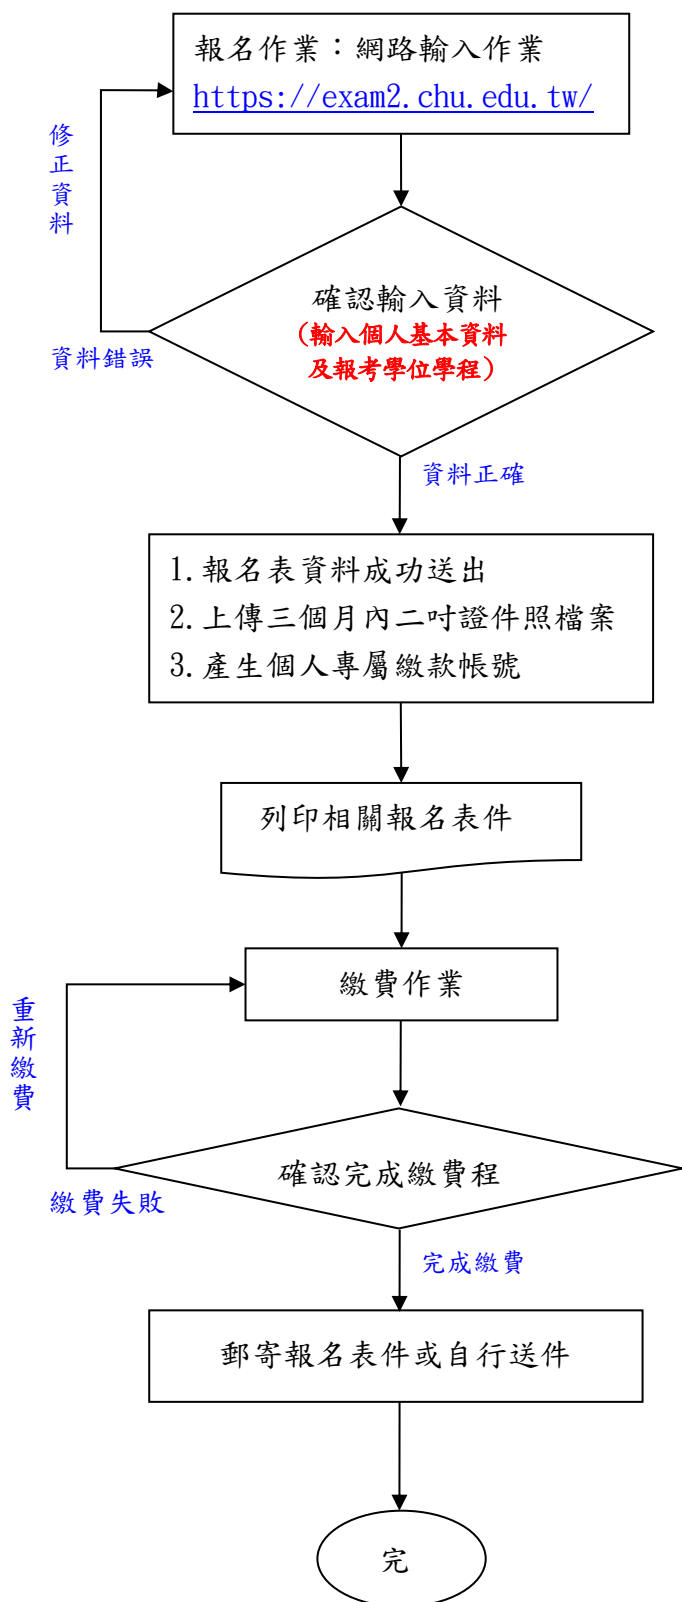 報名作業：網路輸入作業
https://exam2.chu.edu.tw/
修正資料
確認輸入資料
（輸入個人基本資料
及報考學位學程）
資料錯誤
資料正確
1.報名表資料成功送出
2.上傳三個月內二吋證件照檔案
3.產生個人專屬繳款帳號
列印相關報名表件
繳費作業
重新繳費
確認完成繳費程
繳費失敗
完成繳費
郵寄報名表件或自行送件
完